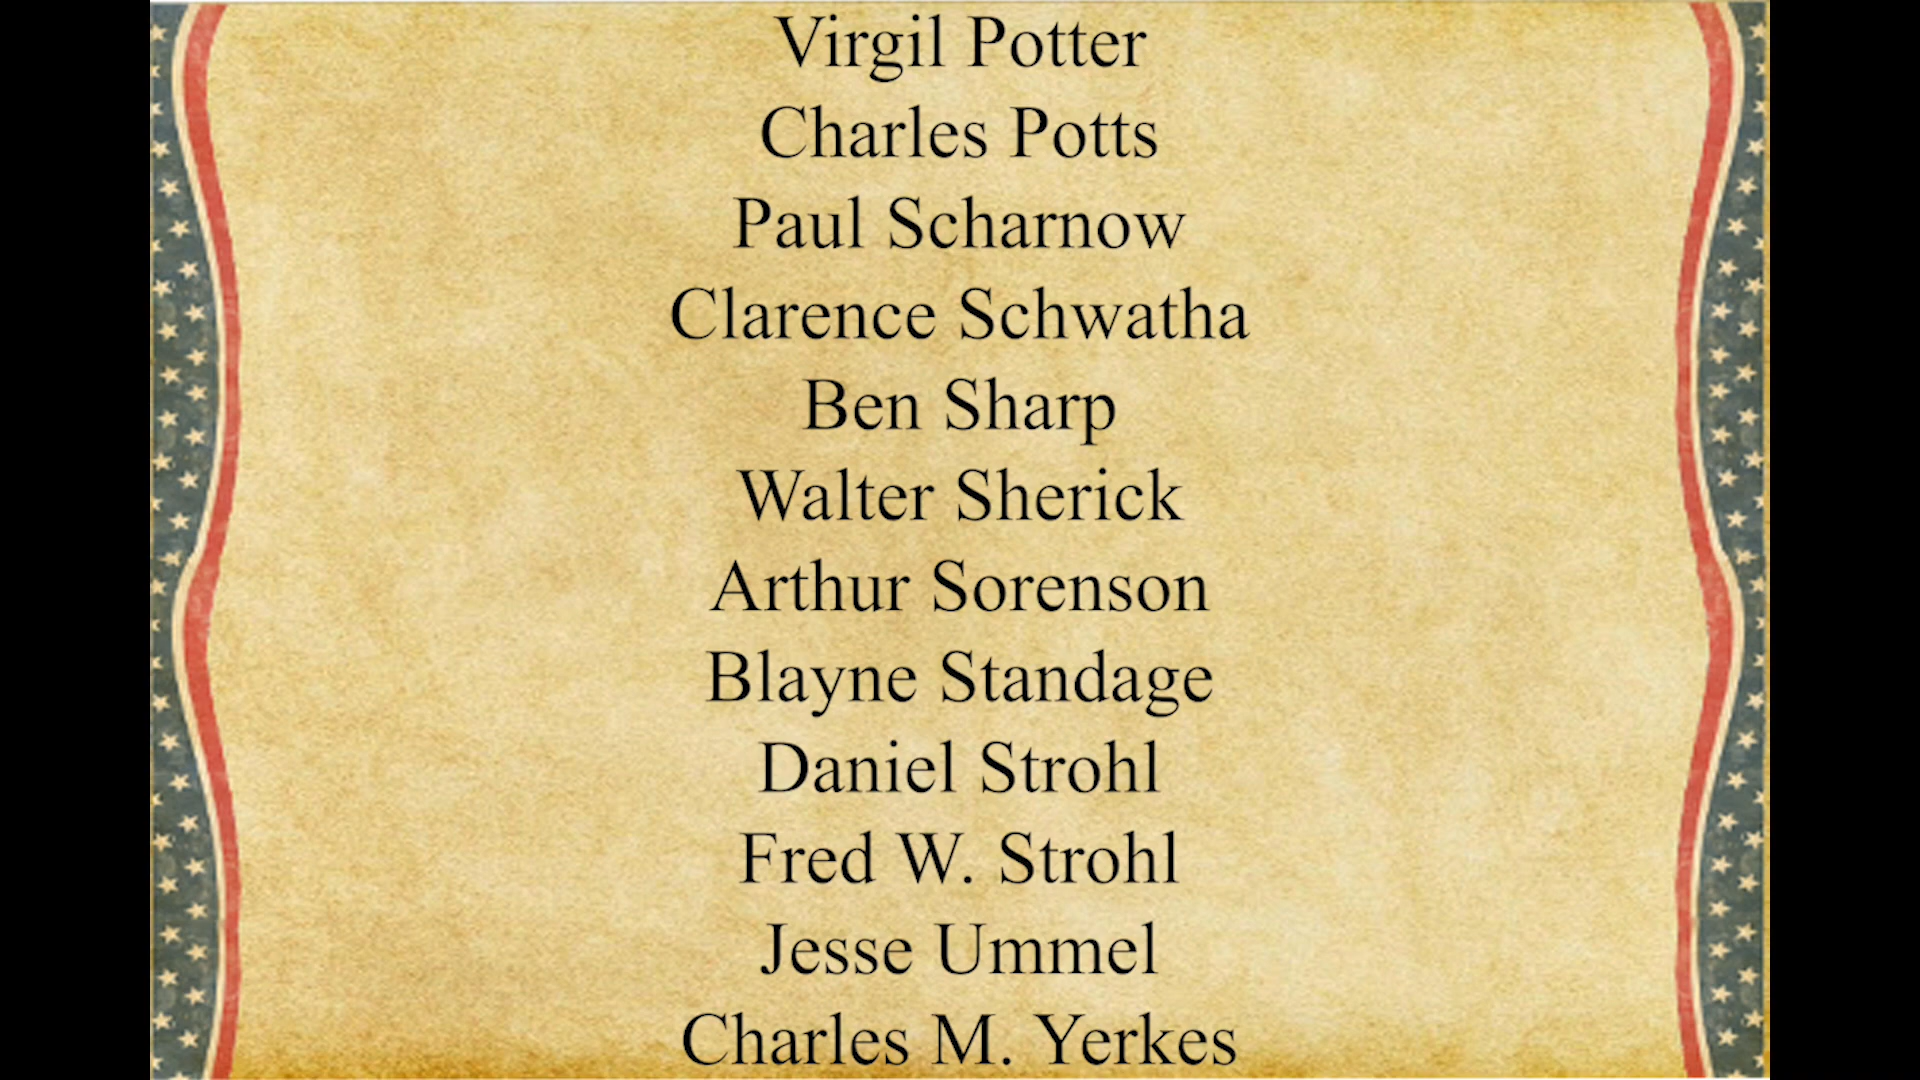 Virgil Potter
Charles Potts
Paul Scharnow
Clarence Schwatha
Ben Sharp
Walter Sherick
Arthur Sorenson
Blayne Standage
Daniel Strohl
Fred W. Strohl
Jesse Ummel
Charles M. Yerkes